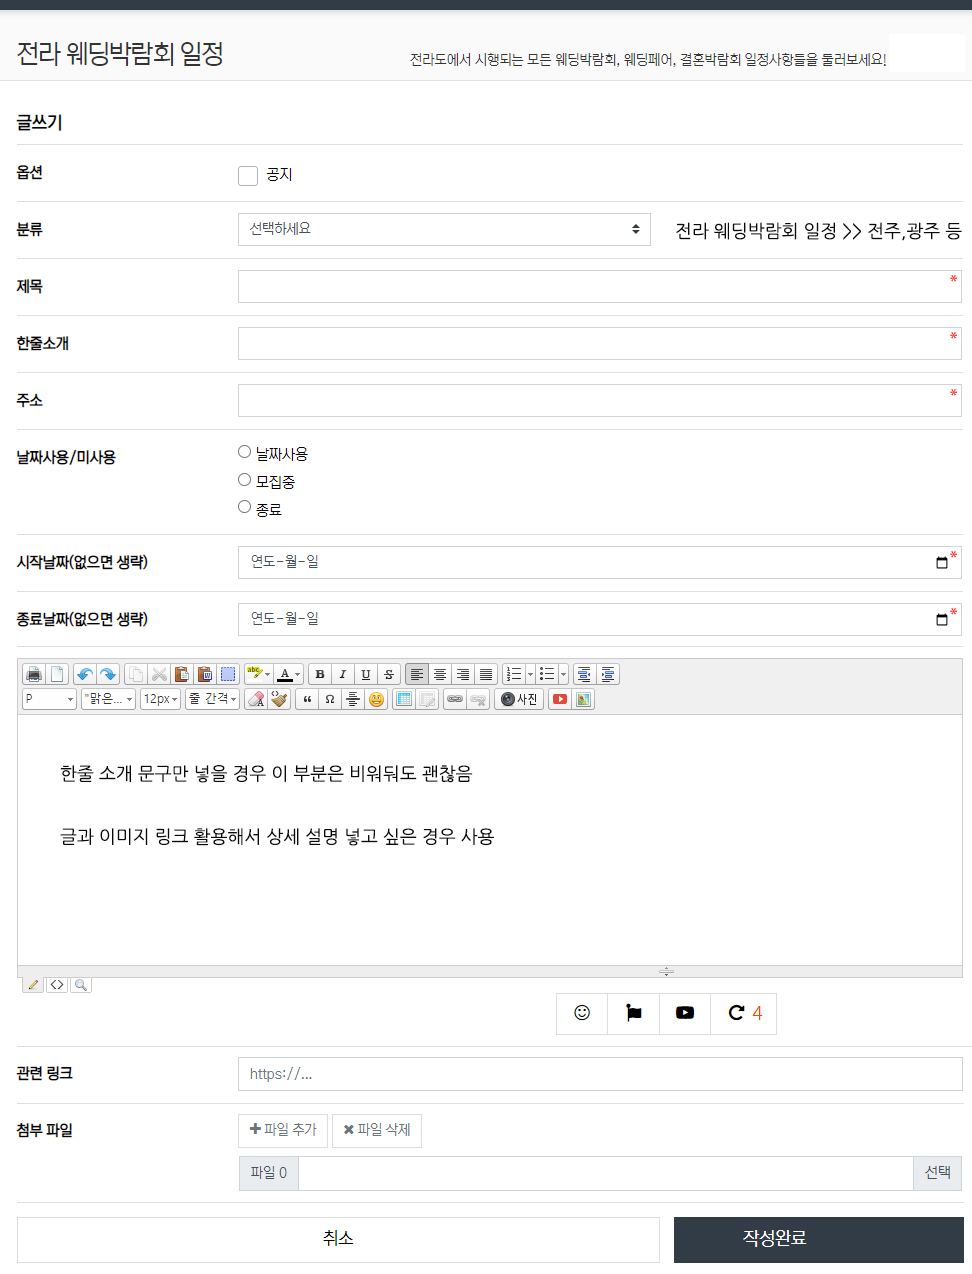 전라 웨딩박람회 일정
전라도에서 시행되는 모든 웨딩박람회, 웨딩페어, 결혼박람회 일정사항들을 둘러보세요!
글쓰기
옵션 공지
분류 선택하세요 전라 웨딩박람회 일정 >> 전주,광주 등
제목 *
한줄소개 *
주소 *
날짜사용/미사용 날짜사용
모집중
종료
시작날짜(없으면 생략) 연도-월-일 *
종료날짜(없으면 생략) 연도-월-일 *
abc A B I U S
P "맑은... 12px 줄 간격 A “ Ω 사진
한줄 소개 문구만 넣을 경우 이 부분은 비워둬도 괜찮음
글과 이미지 링크 활용해서 상세 설명 넣고 싶은 경우 사용
<>
4
관련 링크 https://...
첨부 파일 파일 추가 파일 삭제
파일 0 선택
취소 작성완료